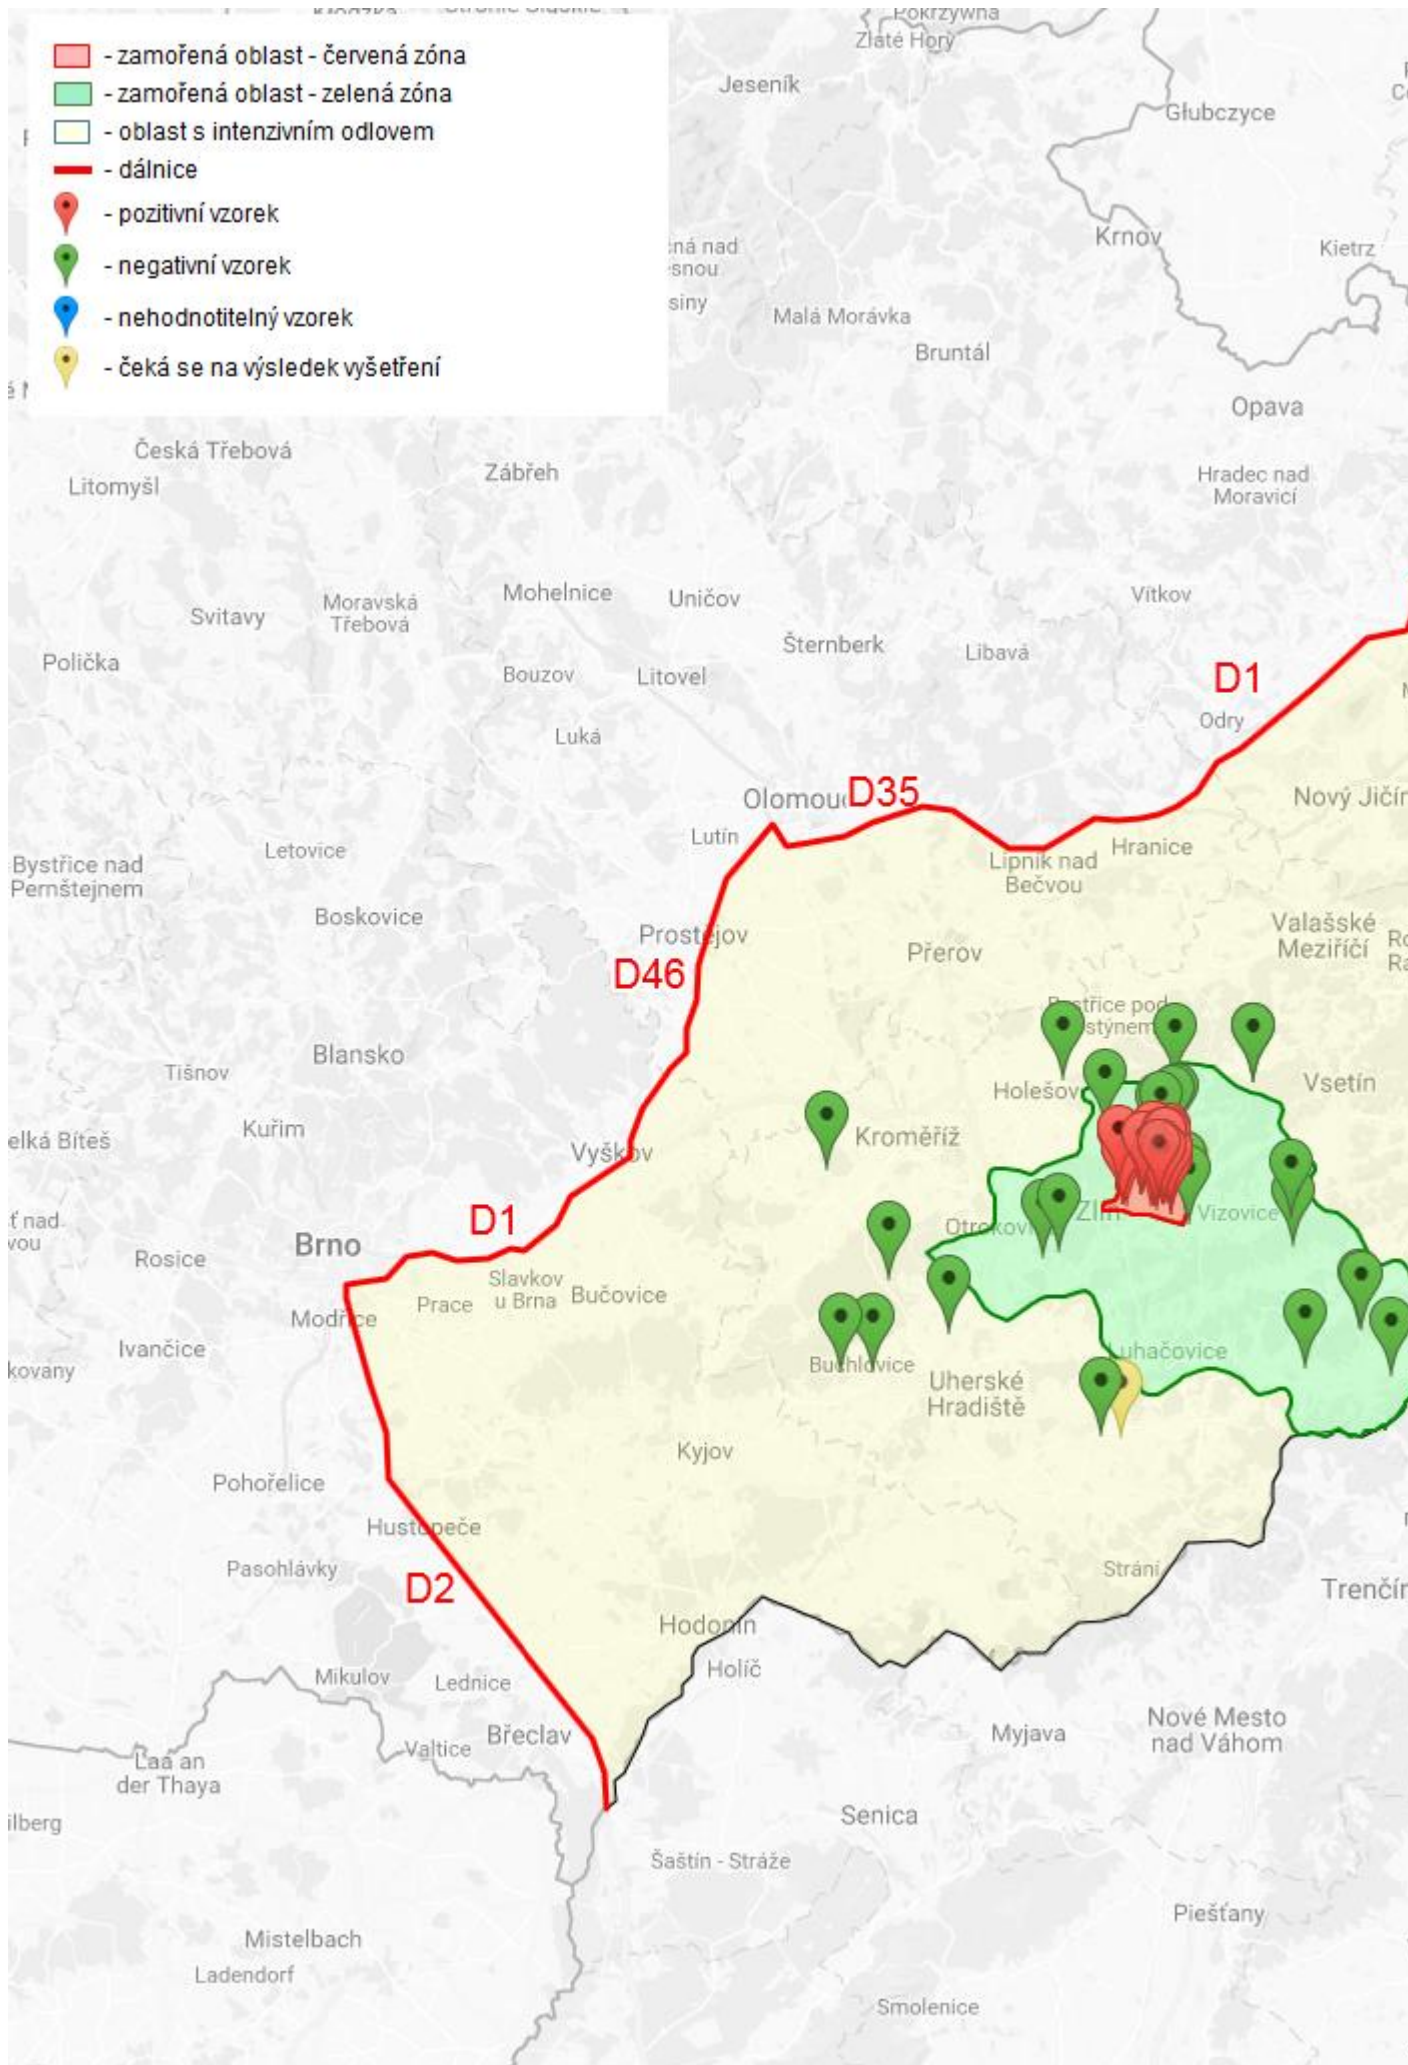 Pokrzywna
Zlaté Hory
Jeseník
- zamořená oblast - červená zóna
- zamořená oblast - zelená zóna
- oblast s intenzivním odlovem
- dálnice
- pozitivní vzorek
- negativní vzorek
- nehodnotitelný vzorek
- čeká se na výsledek vyšetření
Głubczyce
Krnov
Kietrz
Malá Morávka
Bruntál
Opava
Česká Třebová
Litomyšl
Zábřeh
Hradec nad
Moravicí
Svitavy
Moravská
Třebová
Mohelnice
Uničov
Vítkov
Šternberk
Libavá
Polička
Bouzov
Litovel
D1
Odry
Luká
Olomouc
D35
Nový Jičín
Lutín
Letovice
Hranice
Lipník nad
Bečvou
Bystřice nad
Pernštejnem
Boskovice
Prostějov
D46
Přerov
Valašské
Meziříčí
Bystřice pod
Blansko
Tišnov
Holešov
Vsetín
Kuřim
Kroměříž
Vyškov
D1
Otrokovi
Zlín
Vizovice
Brno
Rosice
Slavkov
u Brna
Bučovice
Prace
Modřice
Ivančice
Buchlovice
Luhačovice
Uherské
Hradiště
Kyjov
Pohořelice
Hustopeče
Pasohlávky
D2
Strání
Trenčín
Hodonín
Holíč
Mikulov
Lednice
Břeclav
Valtice
Myjava
Nové Mesto
nad Váhom
Laa an
der Thaya
Senica
Šaštín - Stráže
Piešťany
Mistelbach
Ladendorf
Smolenice